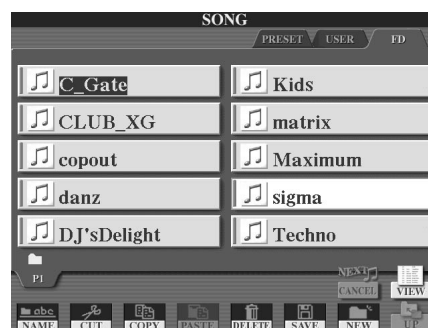 SONG
PRESET USER FD
C_Gate
CLUB_XG
copout
danz
DJ'sDelight
Kids
matrix
Maximum
sigma
Techno
P1
NEXT
CANCEL
VIEW
abc
NAME CUT COPY PASTE DELETE SAVE NEW UP